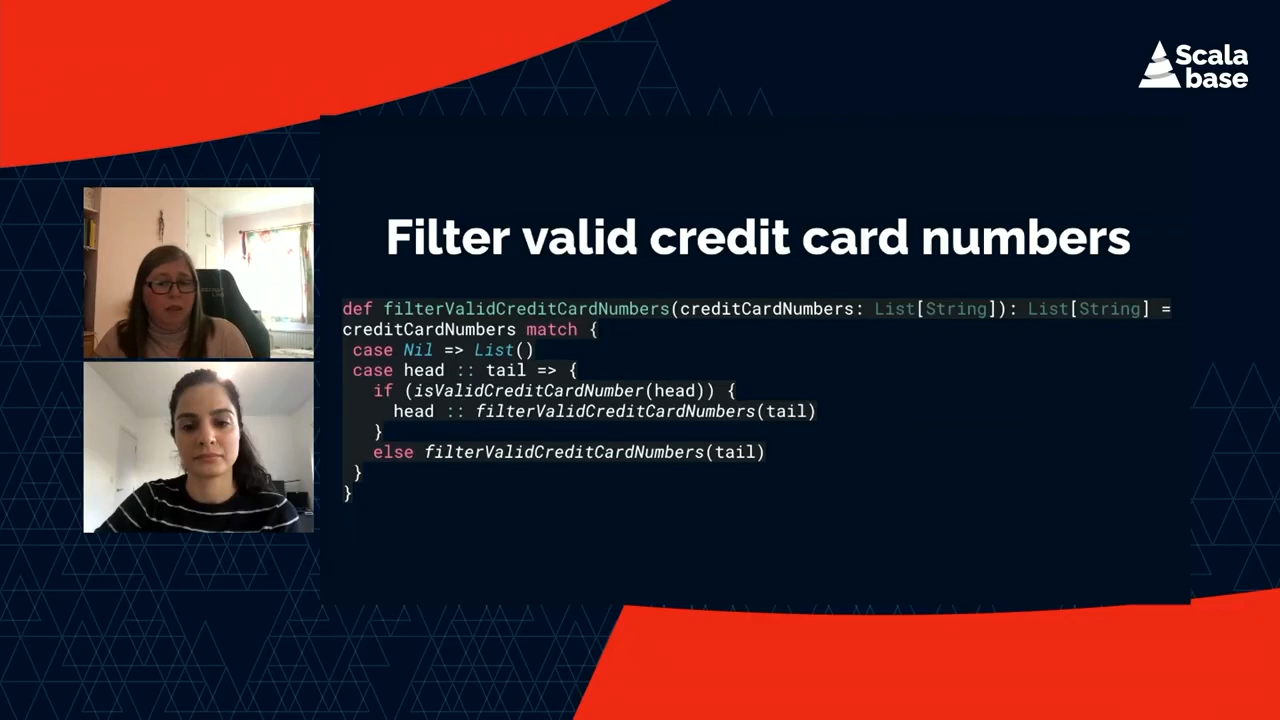 Scala
base
Filter valid credit card numbers
def filterValidCreditCardNumbers(creditCardNumbers: List[String]): List[String] =
creditCardNumbers match {
case Nil => List()
case head :: tail => {
if (isValidCreditCardNumber(head)) {
head :: filterValidCreditCardNumbers(tail)
}
else filterValidCreditCardNumbers(tail)
}
}